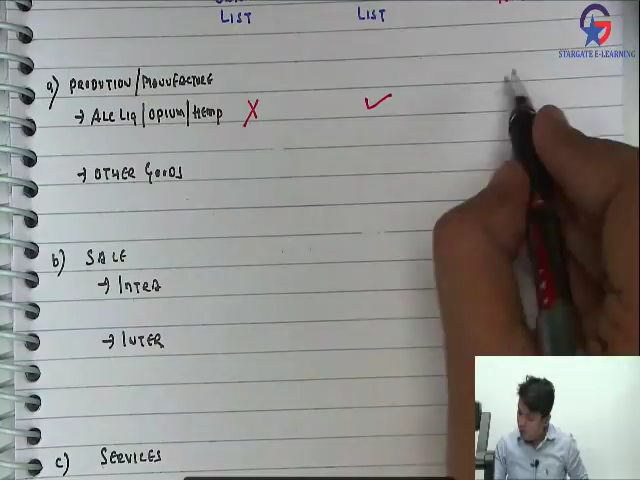 LIST LIST
STARGATE E-LEARNING
a) PRODUTION/MANUFACTURE
→ ALC LIQ/OPIUM/HEMP X ✓
→ OTHER GOODS
b) SALE
→ INTRA
→ INTER
c) SERVICES